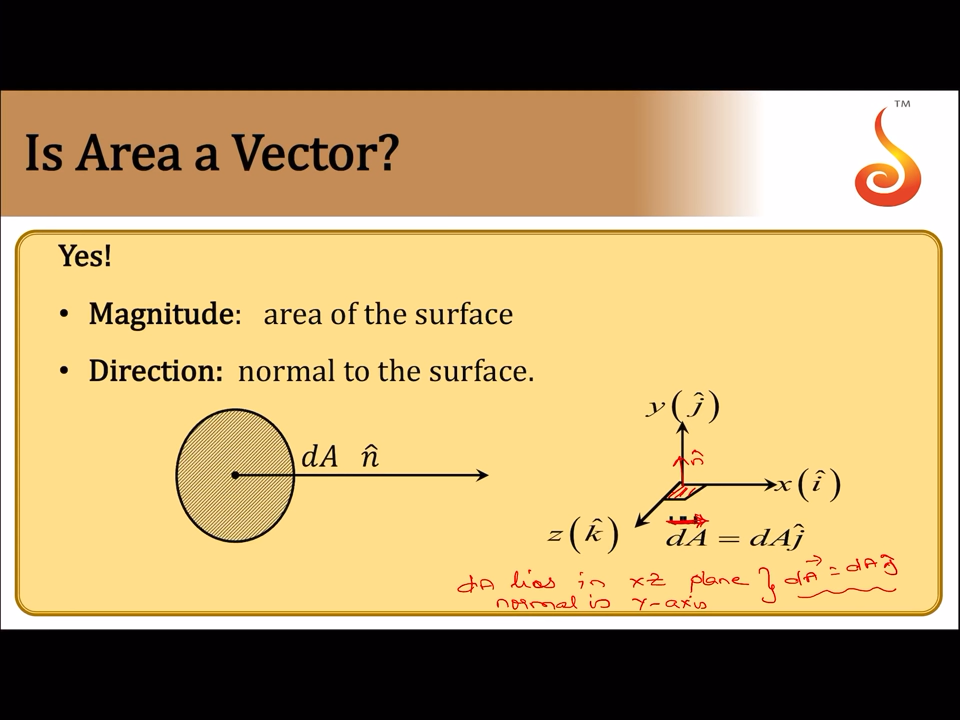 TM
Is Area a Vector?
Yes!
• Magnitude: area of the surface
• Direction: normal to the surface.
y(ĵ)
dA n̂
n̂
x(î)
z(k̂)
dA⃗ = dAĵ
dA lies in xz plane } dA⃗ = dAĵ
normal is Y-axis